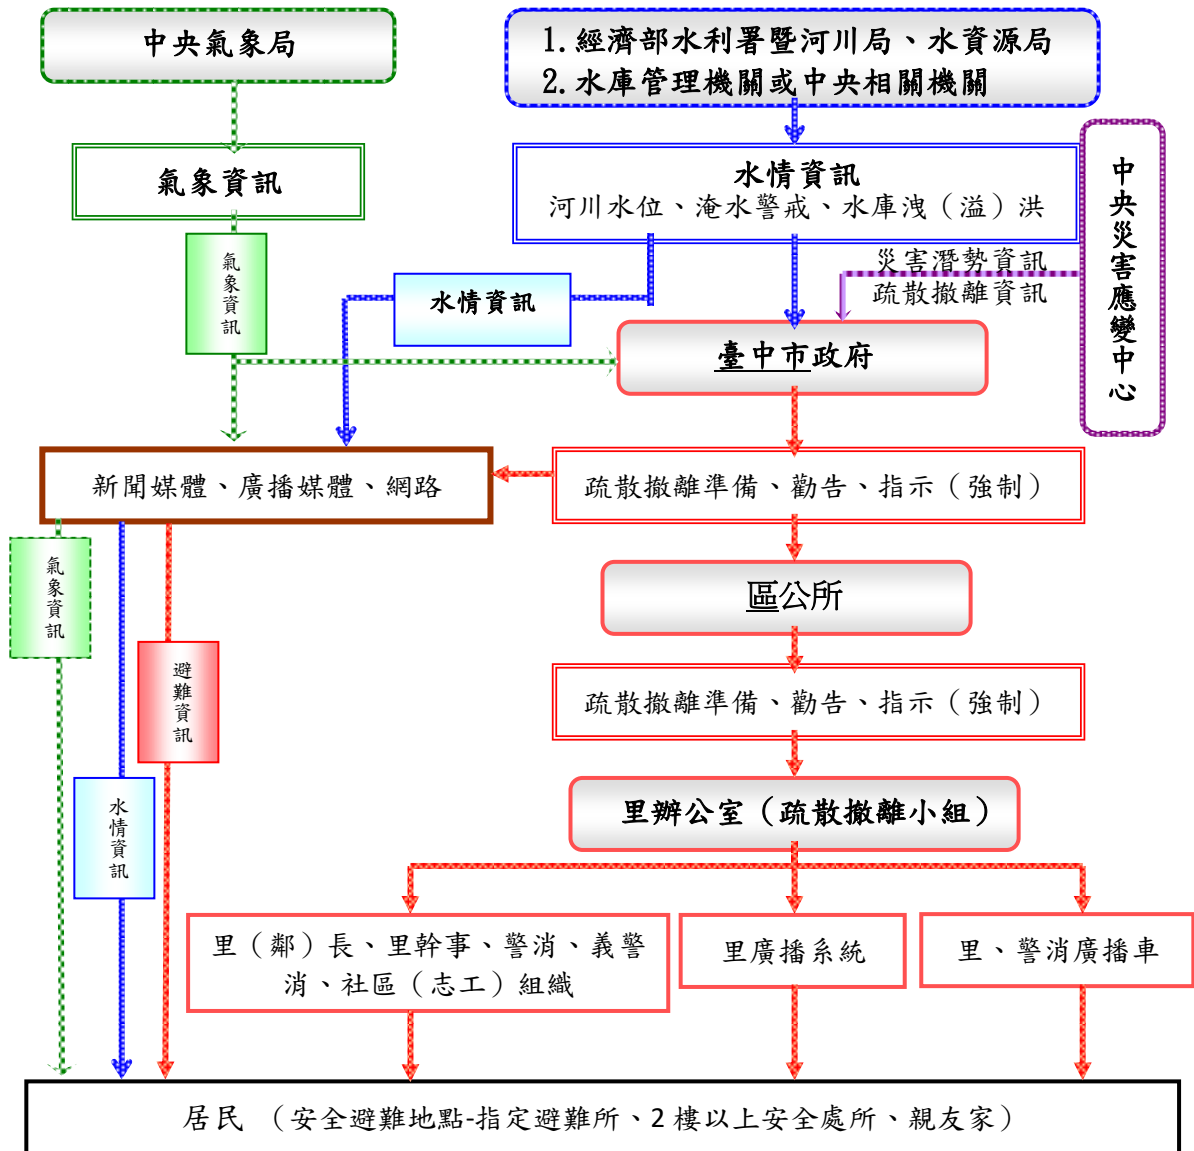 中央氣象局
1. 經濟部水利署暨河川局、水資源局
2. 水庫管理機關或中央相關機關
氣象資訊
水情資訊
河川水位、淹水警戒、水庫洩（溢）洪
中央災害應變中心
氣象資訊
水情資訊
災害潛勢資訊
疏散撤離資訊
臺中市政府
新聞媒體、廣播媒體、網路
疏散撤離準備、勸告、指示（強制）
氣象資訊
區公所
避難資訊
疏散撤離準備、勸告、指示（強制）
水情資訊
里辦公室（疏散撤離小組）
里（鄰）長、里幹事、警消、義警
消、社區（志工）組織
里廣播系統
里、警消廣播車
居民 （安全避難地點-指定避難所、2 樓以上安全處所、親友家）